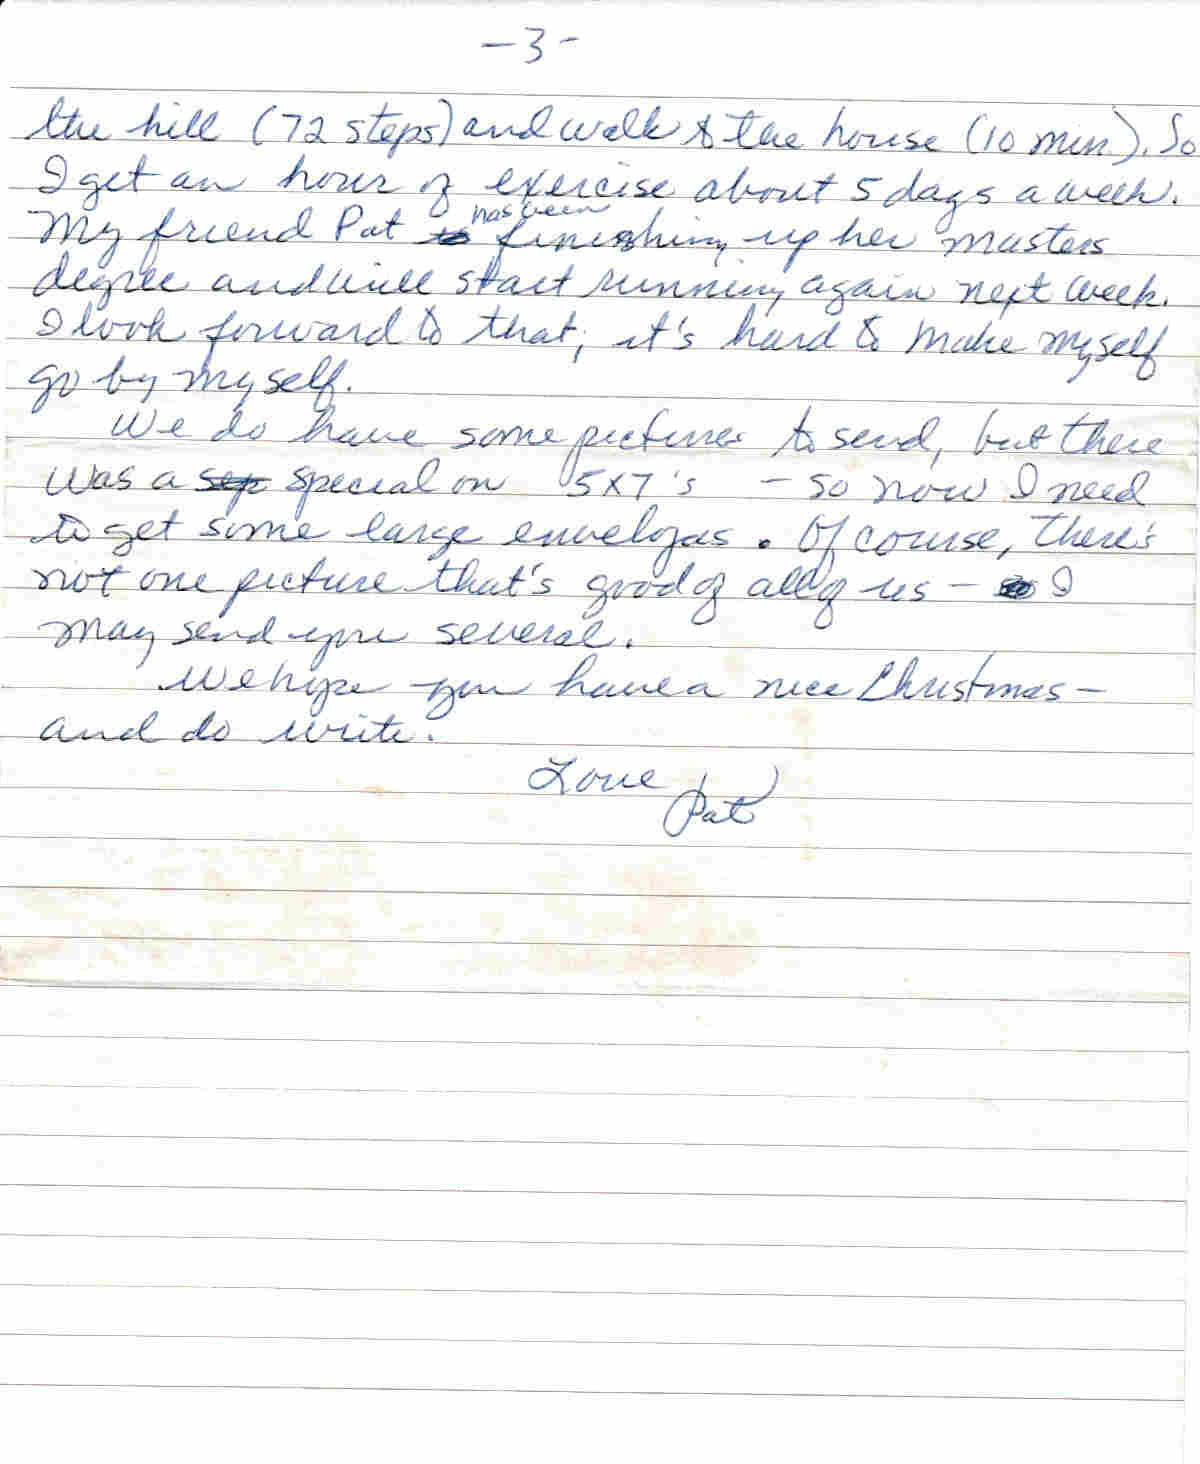 - 3 -
the hill (72 steps) and walk to the house (10 min.). So
I get an hour of exercise about 5 days a week.
My friend Pat has been finishing up her masters
degree and will start running again next week.
I look forward to that; it's hard to make myself
go by myself.
We do have some pictures to send, but there
was a special on 5x7's - so now I need
to get some large envelopes. Of course, there's
not one picture that's good of all of us - I
may send you several.
We hope you have a nice Christmas -
and do write.
Love
Pat